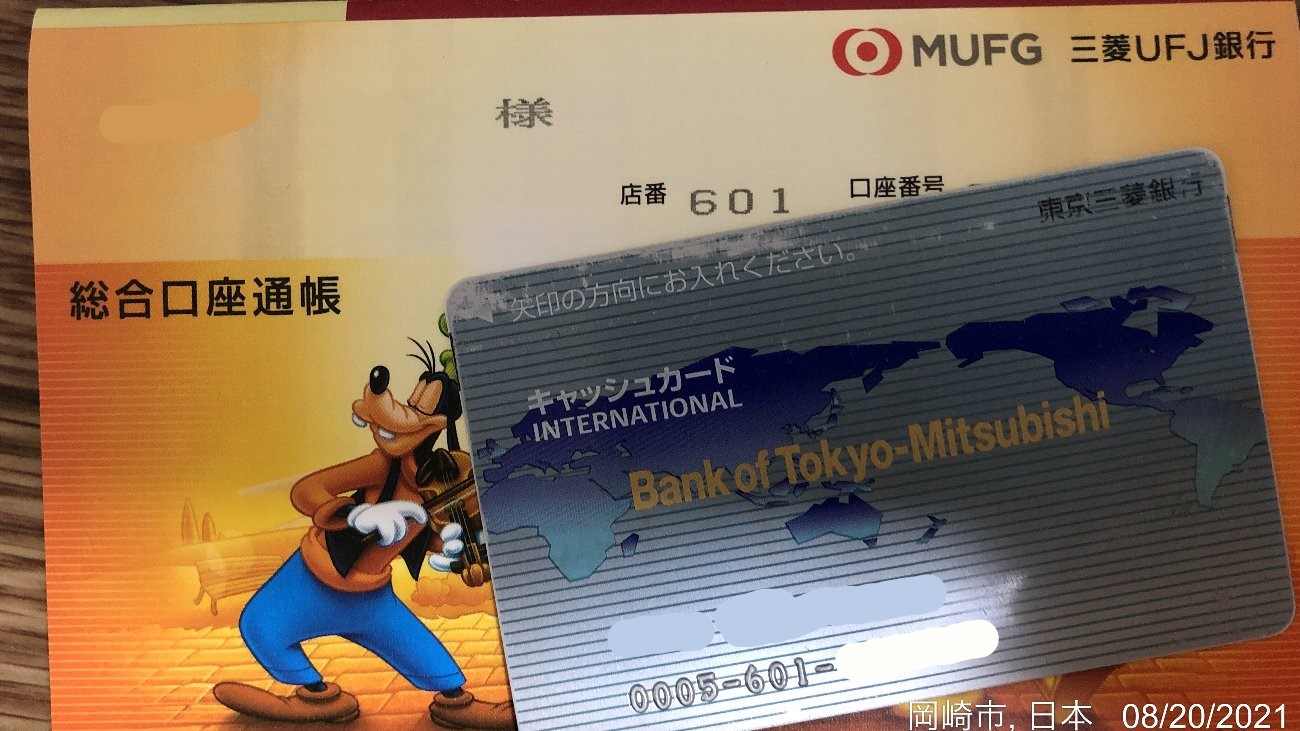 MUFG 三菱UFJ銀行
様
店番 601 口座番号
総合口座通帳
東京三菱銀行
矢印の方向にお入れください。
キャッシュカード
INTERNATIONAL
Bank of Tokyo-Mitsubishi
0005-601-
岡崎市, 日本 08/20/2021